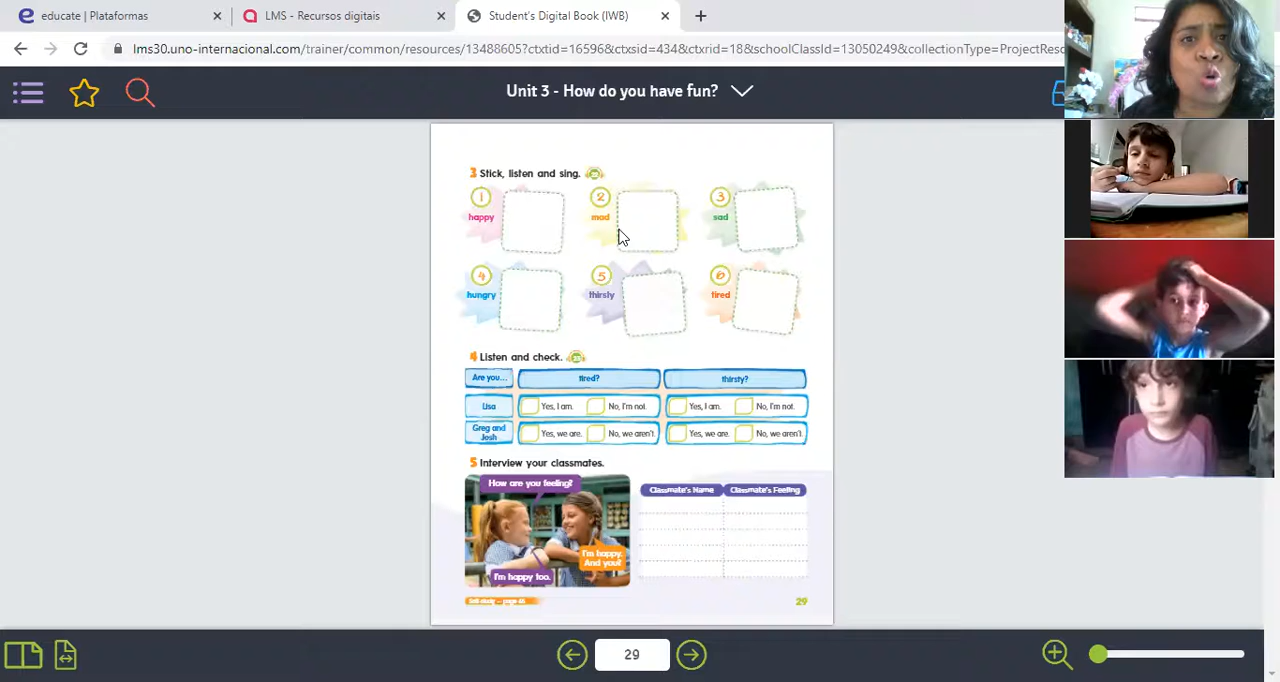 educate | Plataformas
LMS - Recursos digitais
Student's Digital Book (IWB)
lms30.uno-internacional.com/trainer/common/resources/13488605?ctxtid=16596&ctxsid=434&ctxrid=18&schoolClassId=13050249&collectionType=ProjectResc
Unit 3 - How do you have fun?
3 Stick, listen and sing.
1 2 3
happy mad sad
4 5 6
hungry thirsty tired
4 Listen and check.
Are you... tired? thirsty?
Lisa Yes, I am. No, I'm not. Yes, I am. No, I'm not.
Greg and
Josh Yes, we are. No, we aren't. Yes, we are. No, we aren't.
5 Interview your classmates.
How are you feeling?
I'm happy.
And you?
I'm happy too.
Classmate's Name Classmate's Feeling
29
29